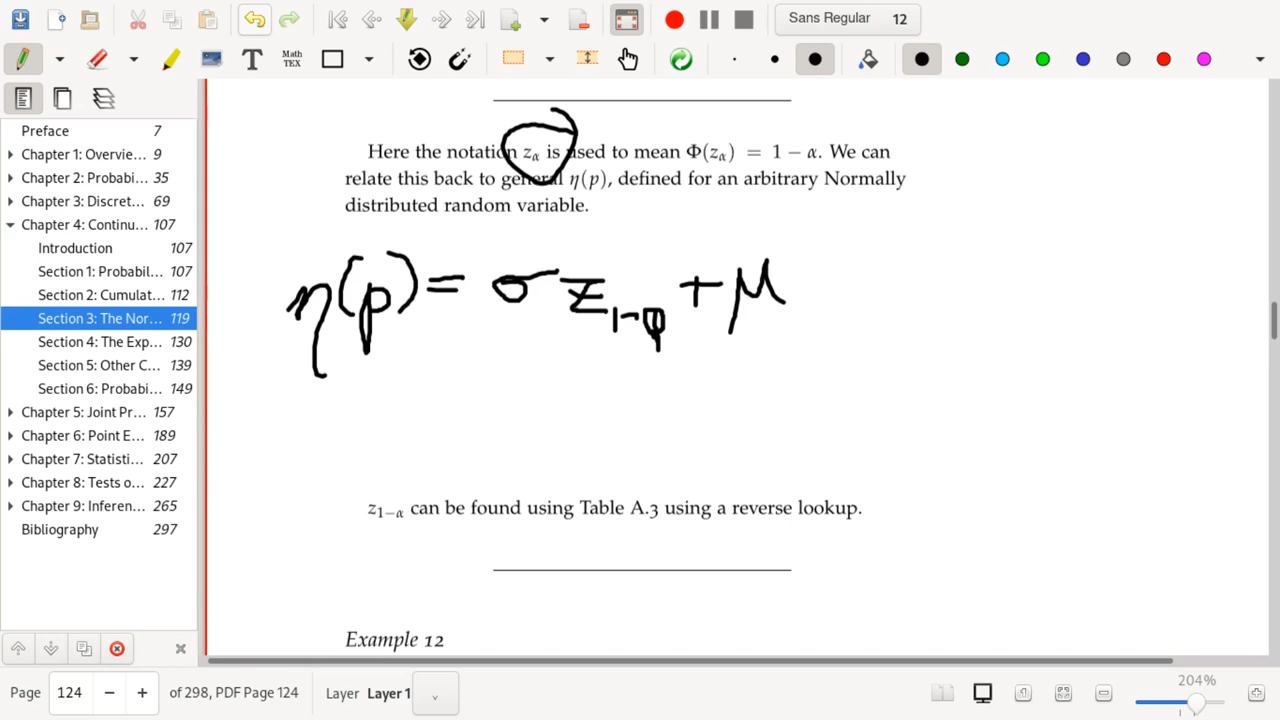 Sans Regular 12
T Math TEX
Preface 7
Chapter 1: Overvie... 9
Chapter 2: Probabi... 35
Chapter 3: Discret... 69
Chapter 4: Continu... 107
Introduction 107
Section 1: Probabil... 107
Section 2: Cumulat... 112
Section 3: The Nor... 119
Section 4: The Exp... 130
Section 5: Other C... 139
Section 6: Probabi... 149
Chapter 5: Joint Pr... 157
Chapter 6: Point E... 189
Chapter 7: Statisti... 207
Chapter 8: Tests o... 227
Chapter 9: Inferen... 265
Bibliography 297
Here the notation zα is used to mean Φ(zα) = 1 − α. We can
relate this back to general η(p), defined for an arbitrary Normally
distributed random variable.
η(p) = σ z1-p + μ
z1−α can be found using Table A.3 using a reverse lookup.
Example 12
Page 124 − + of 298, PDF Page 124 Layer Layer 1 204%